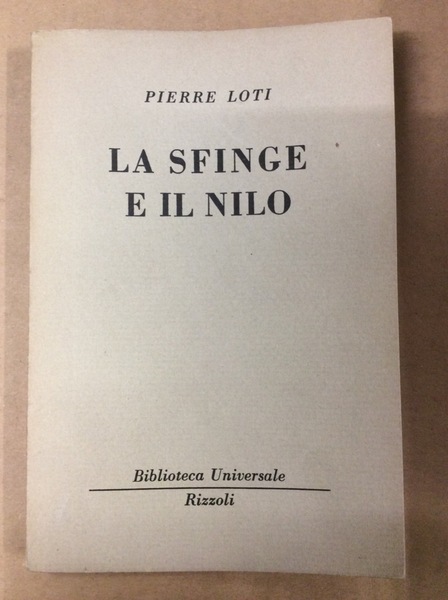 PIERRE LOTI
LA SFINGE
E IL NILO
Biblioteca Universale
Rizzoli